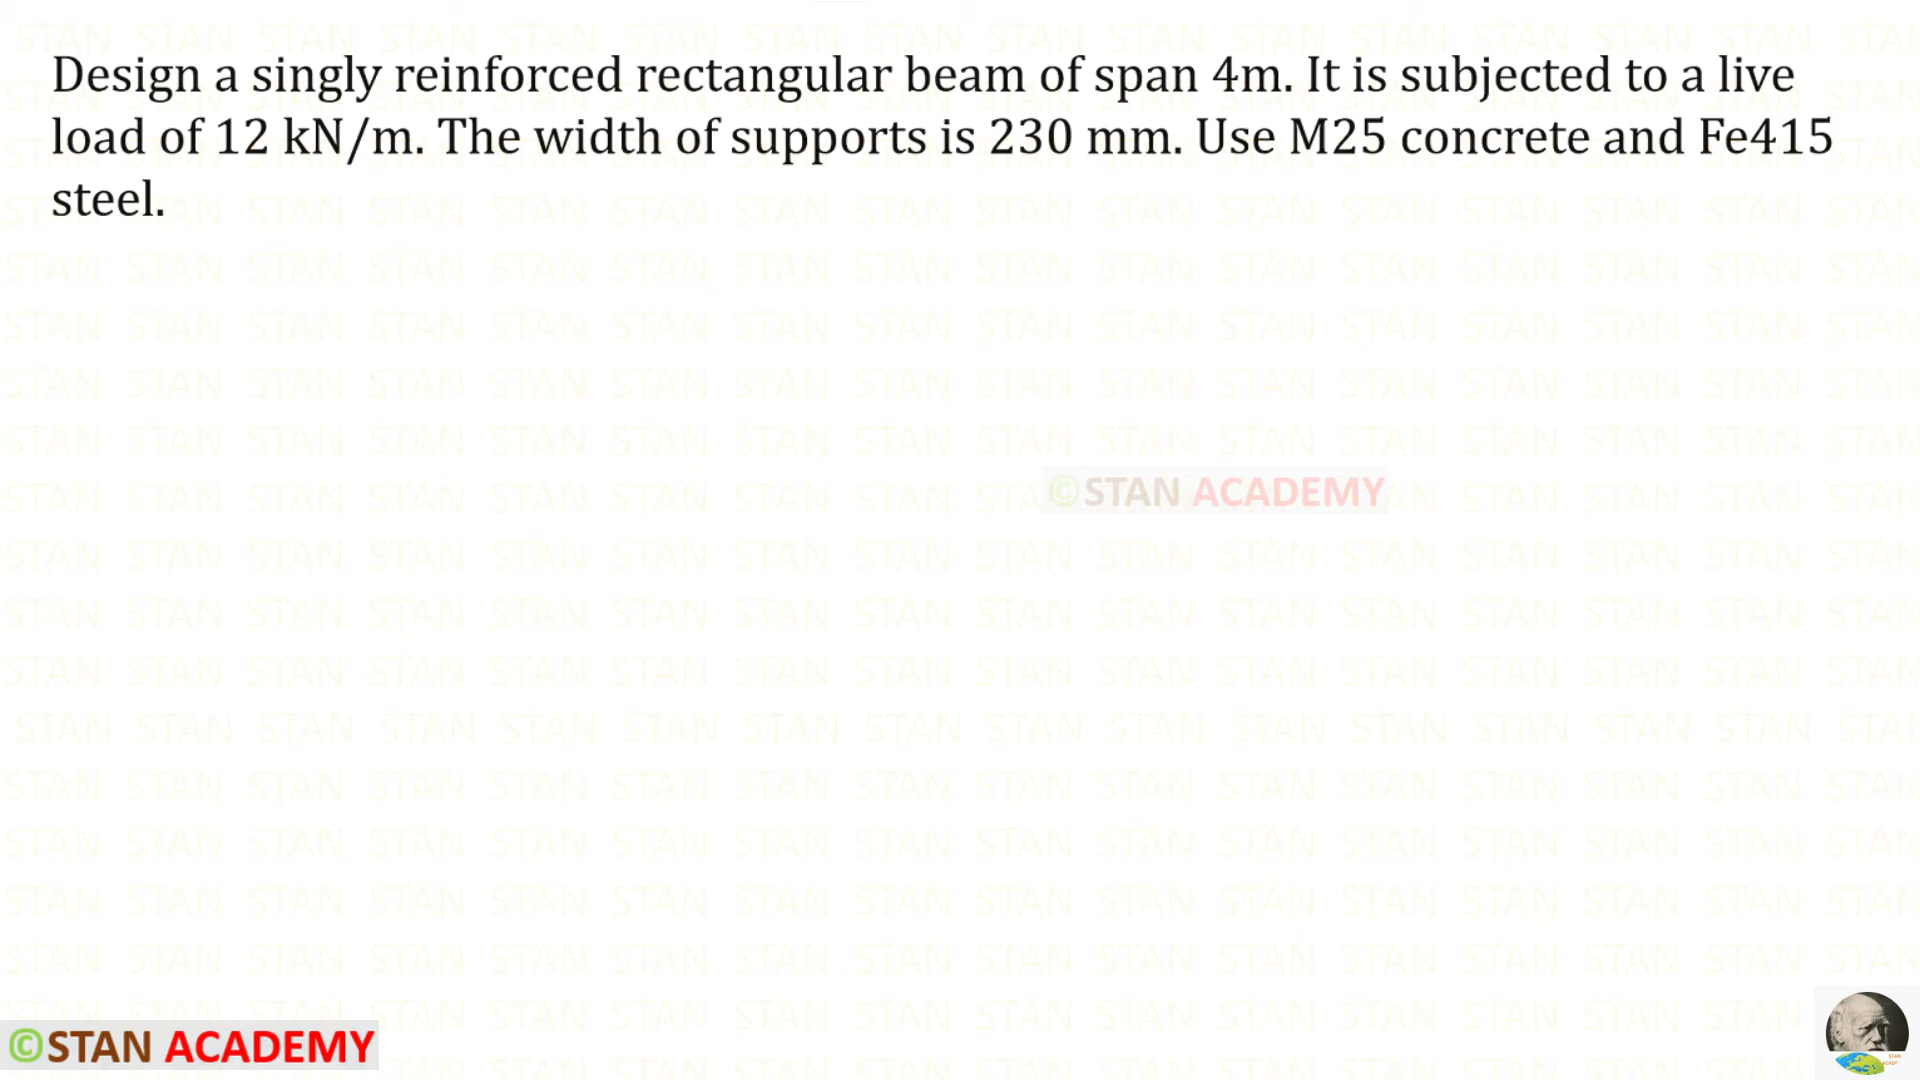 Design a singly reinforced rectangular beam of span 4m. It is subjected to a live
load of 12 kN/m. The width of supports is 230 mm. Use M25 concrete and Fe415
steel.
©STAN ACADEMY
©STAN ACADEMY